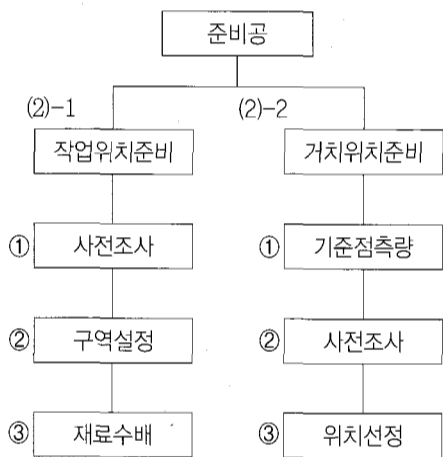 준비공
(2)-1
(2)-2
작업위치준비
거치위치준비
① 사전조사
① 기준점측량
② 구역설정
② 사전조사
③ 재료수배
③ 위치선정